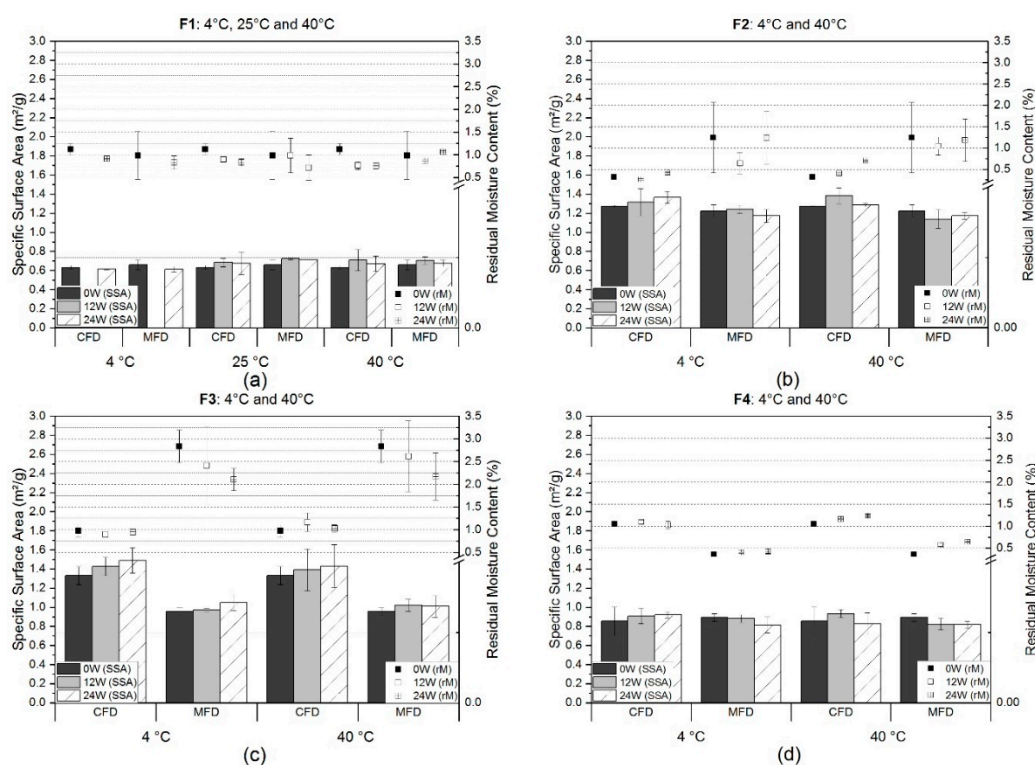 F1: 4°C, 25°C and 40°C
Specific Surface Area (m²/g)
3.0
2.8
2.6
2.4
2.2
2.0
1.8
1.6
1.4
1.2
1.0
0.8
0.6
0.4
0.2
0.0
Residual Moisture Content (%)
3.5
3.0
2.5
2.0
1.5
1.0
0.5
0.00
0W (SSA)
12W (SSA)
24W (SSA)
0W (rM)
12W (rM)
24W (rM)
CFD MFD CFD MFD CFD MFD
4 °C 25 °C 40 °C
(a)
F2: 4°C and 40°C
Specific Surface Area (m²/g)
3.0
2.8
2.6
2.4
2.2
2.0
1.8
1.6
1.4
1.2
1.0
0.8
0.6
0.4
0.2
0.0
Residual Moisture Content (%)
3.5
3.0
2.5
2.0
1.5
1.0
0.5
0.00
0W (SSA)
12W (SSA)
24W (SSA)
0W (rM)
12W (rM)
24W (rM)
CFD MFD CFD MFD
4 °C 40 °C
(b)
F3: 4°C and 40°C
Specific Surface Area (m²/g)
3.0
2.8
2.6
2.4
2.2
2.0
1.8
1.6
1.4
1.2
1.0
0.8
0.6
0.4
0.2
0.0
Residual Moisture Content (%)
3.5
3.0
2.5
2.0
1.5
1.0
0.5
0.00
0W (SSA)
12W (SSA)
24W (SSA)
0W (rM)
12W (rM)
24W (rM)
CFD MFD CFD MFD
4 °C 40 °C
(c)
F4: 4°C and 40°C
Specific Surface Area (m²/g)
3.0
2.8
2.6
2.4
2.2
2.0
1.8
1.6
1.4
1.2
1.0
0.8
0.6
0.4
0.2
0.0
Residual Moisture Content (%)
3.5
3.0
2.5
2.0
1.5
1.0
0.5
0.00
0W (SSA)
12W (SSA)
24W (SSA)
0W (rM)
12W (rM)
24W (rM)
CFD MFD CFD MFD
4 °C 40 °C
(d)